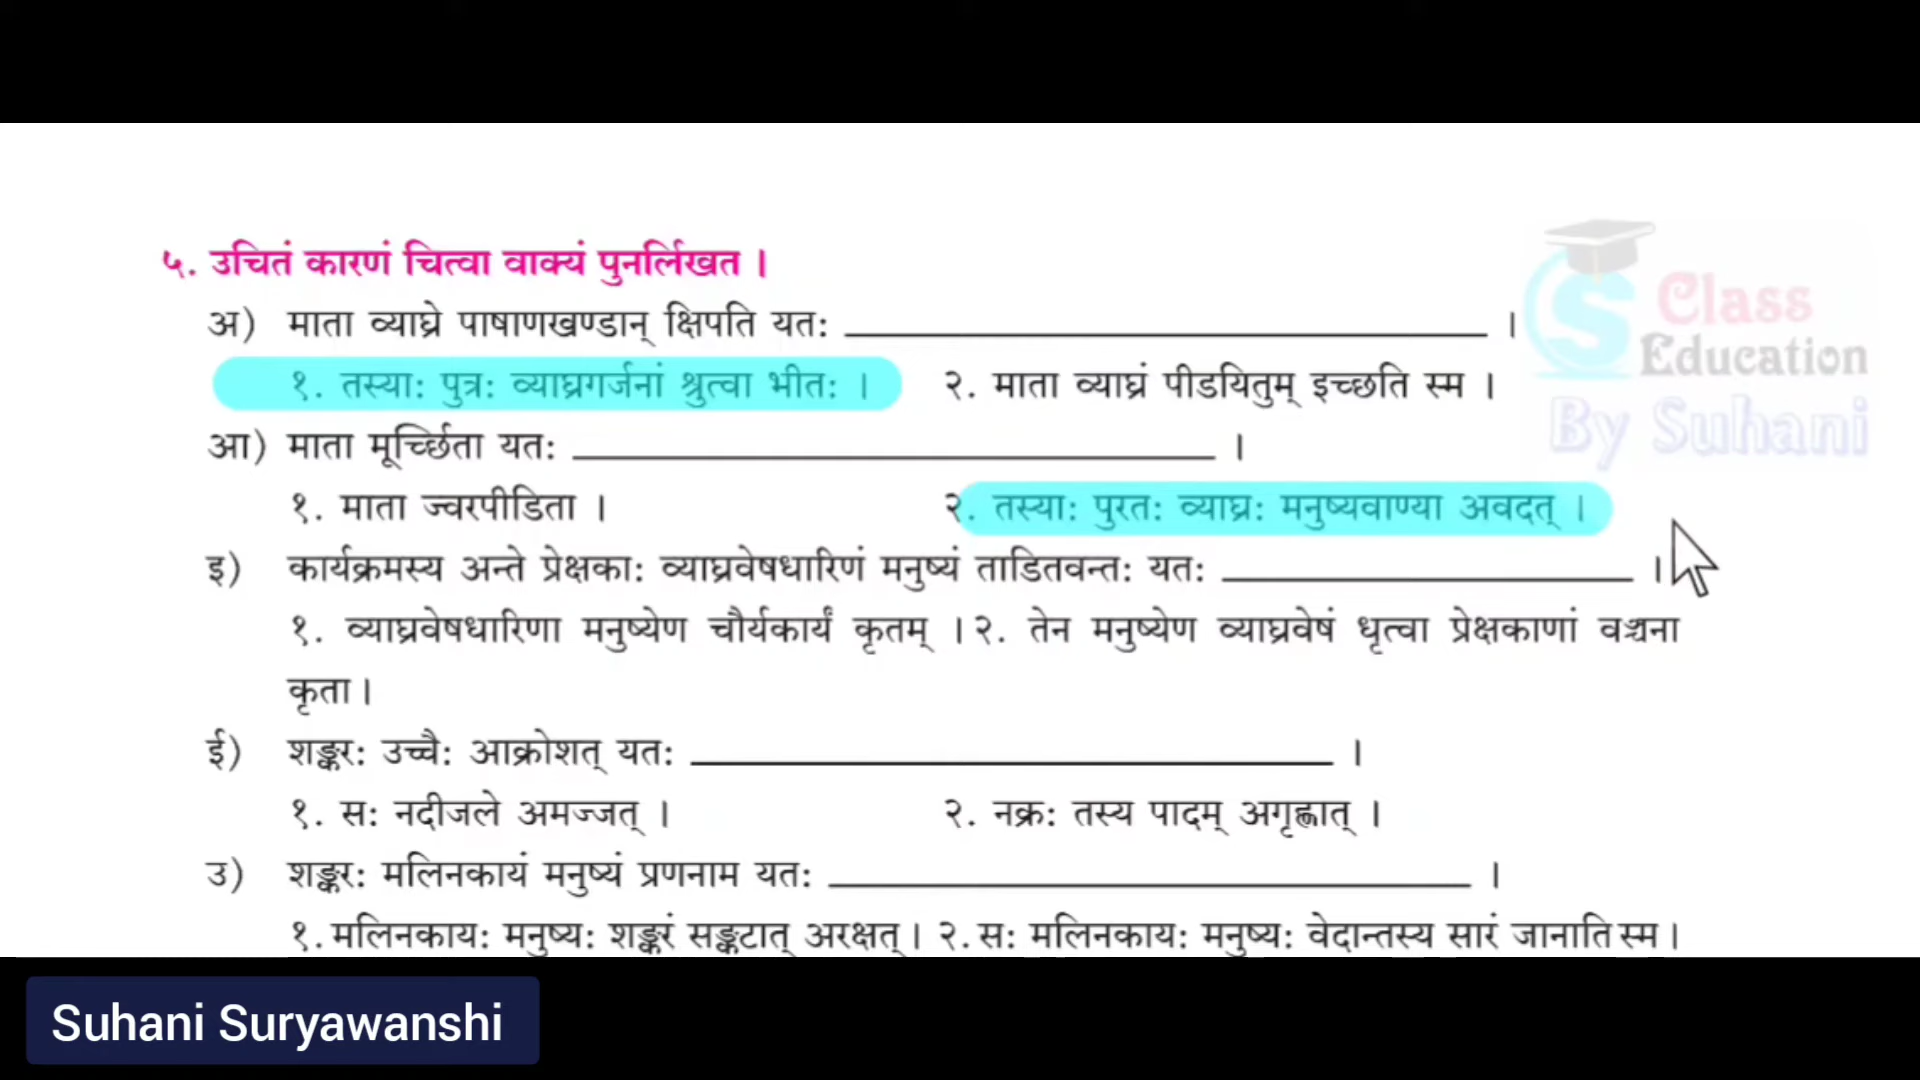 ५. उचितं कारणं चित्वा वाक्यं पुनर्लिखत ।
अ) माता व्याघ्रे पाषाणखण्डान् क्षिपति यतः ______________ ।
१. तस्याः पुत्रः व्याघ्रगर्जनां श्रुत्वा भीतः । २. माता व्याघ्रं पीडयितुम् इच्छति स्म ।
आ) माता मूर्च्छिता यतः ______________ ।
१. माता ज्वरपीडिता । २. तस्याः पुरतः व्याघ्रः मनुष्यवाण्या अवदत् ।
इ) कार्यक्रमस्य अन्ते प्रेक्षकाः व्याघ्रवेषधारिणं मनुष्यं ताडितवन्तः यतः ______________ ।
१. व्याघ्रवेषधारिणा मनुष्येण चौर्यकार्यं कृतम् । २. तेन मनुष्येण व्याघ्रवेषं धृत्वा प्रेक्षकाणां वञ्चना
कृता ।
ई) शङ्करः उच्चैः आक्रोशत् यतः ______________ ।
१. सः नदीजले अमज्जत् । २. नक्रः तस्य पादम् अगृह्णात् ।
उ) शङ्करः मलिनकायं मनुष्यं प्रणनाम यतः ______________ ।
१. मलिनकायः मनुष्यः शङ्करं सङ्कटात् अरक्षत् । २. सः मलिनकायः मनुष्यः वेदान्तस्य सारं जानाति स्म ।
S Class
Education
By Suhani
Suhani Suryawanshi